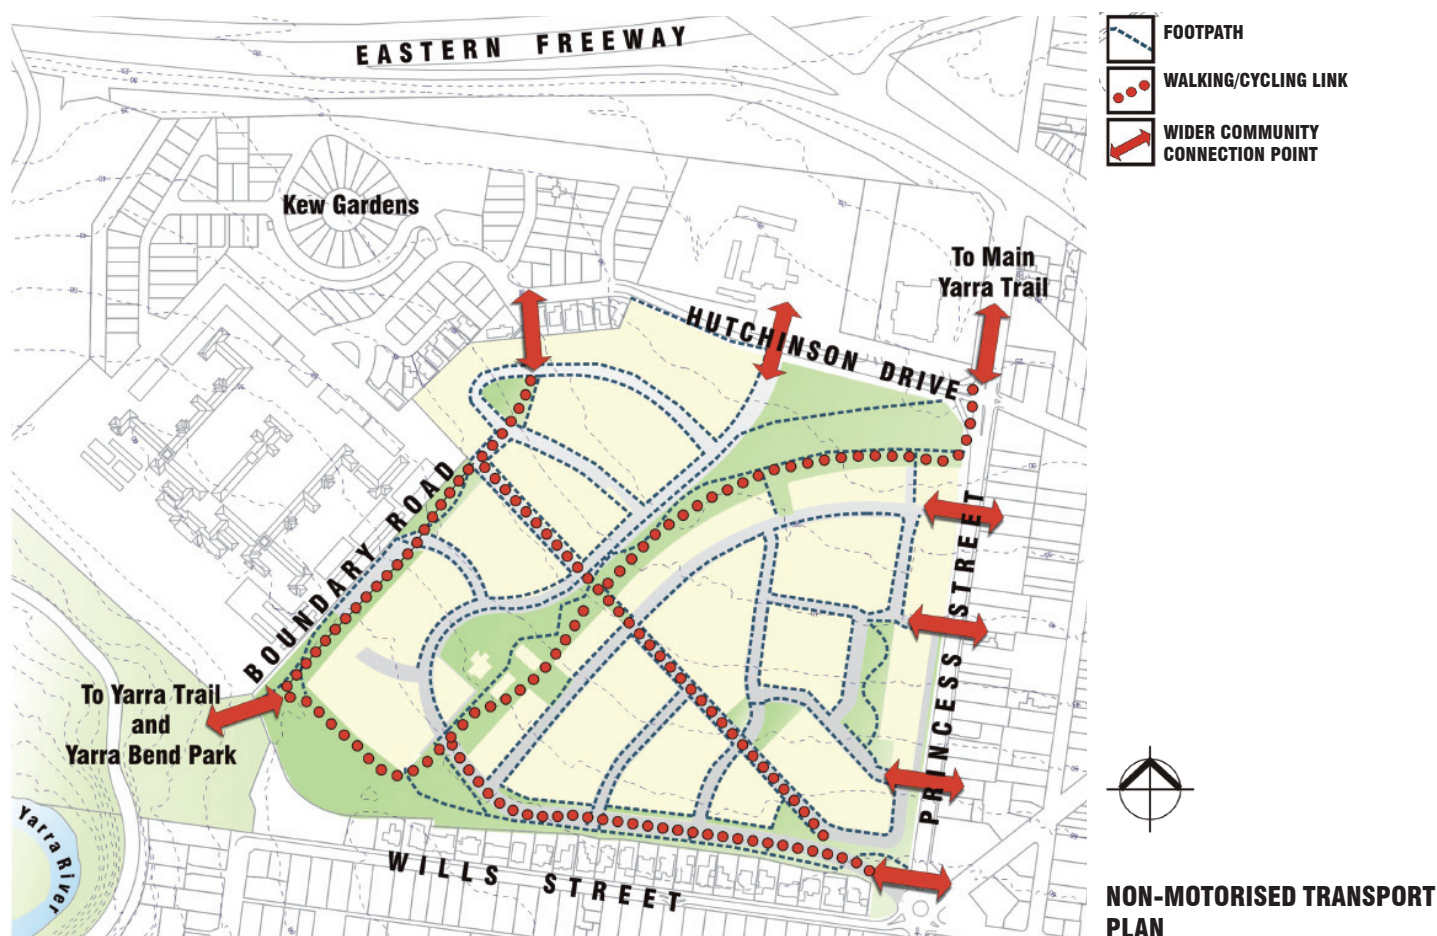 EASTERN FREEWAY
FOOTPATH
WALKING/CYCLING LINK
WIDER COMMUNITY
CONNECTION POINT
Kew Gardens
To Main
Yarra Trail
HUTCHINSON DRIVE
BOUNDARY ROAD
PRINCESS STREET
To Yarra Trail
and
Yarra Bend Park
Yarra River
WILLS STREET
NON-MOTORISED TRANSPORT
PLAN